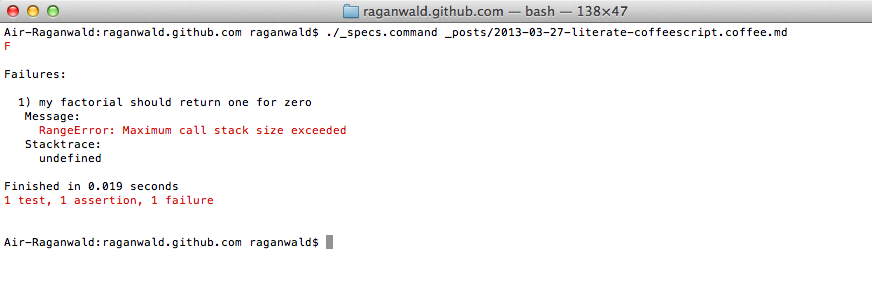 raganwald.github.com — bash — 138×47
Air-Raganwald:raganwald.github.com raganwald$ ./_specs.command _posts/2013-03-27-literate-coffeescript.coffee.md
F
Failures:
1) my factorial should return one for zero
Message:
RangeError: Maximum call stack size exceeded
Stacktrace:
undefined
Finished in 0.019 seconds
1 test, 1 assertion, 1 failure
Air-Raganwald:raganwald.github.com raganwald$